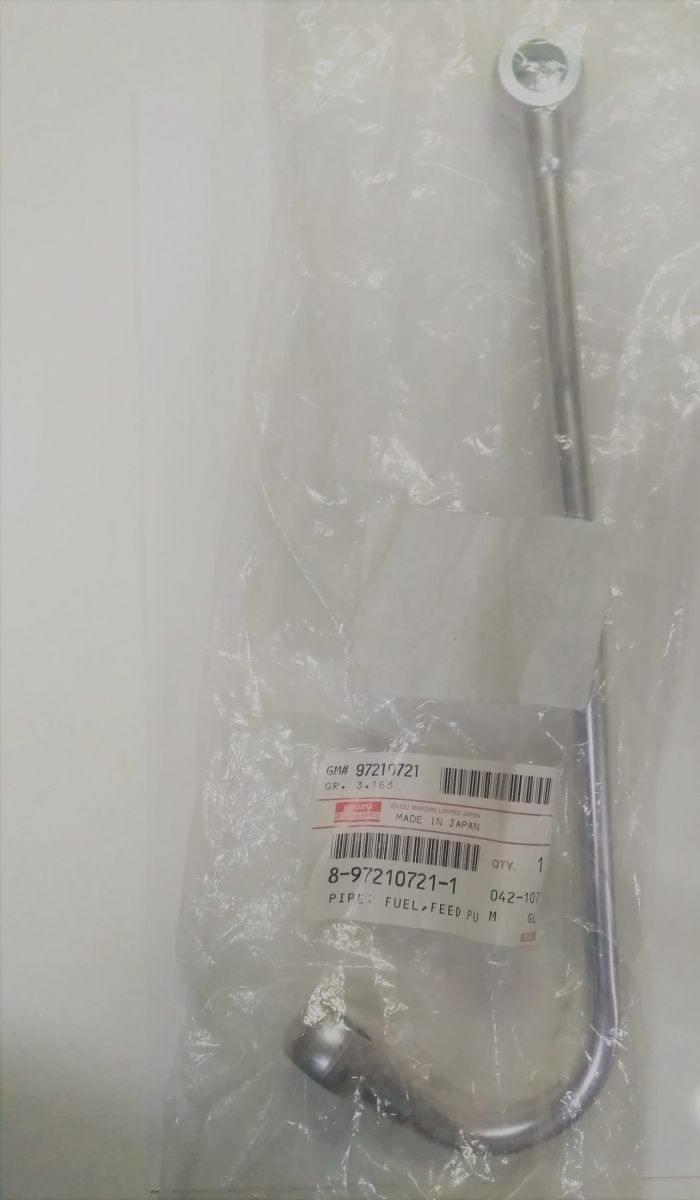 GM# 97210721
GR. 3.163
ISUZU
ISUZU MOTORS LIMITED JAPAN
MADE IN JAPAN
QTY. 1
8-97210721-1
042-107
PIPE; FUEL,FEED PU M GL